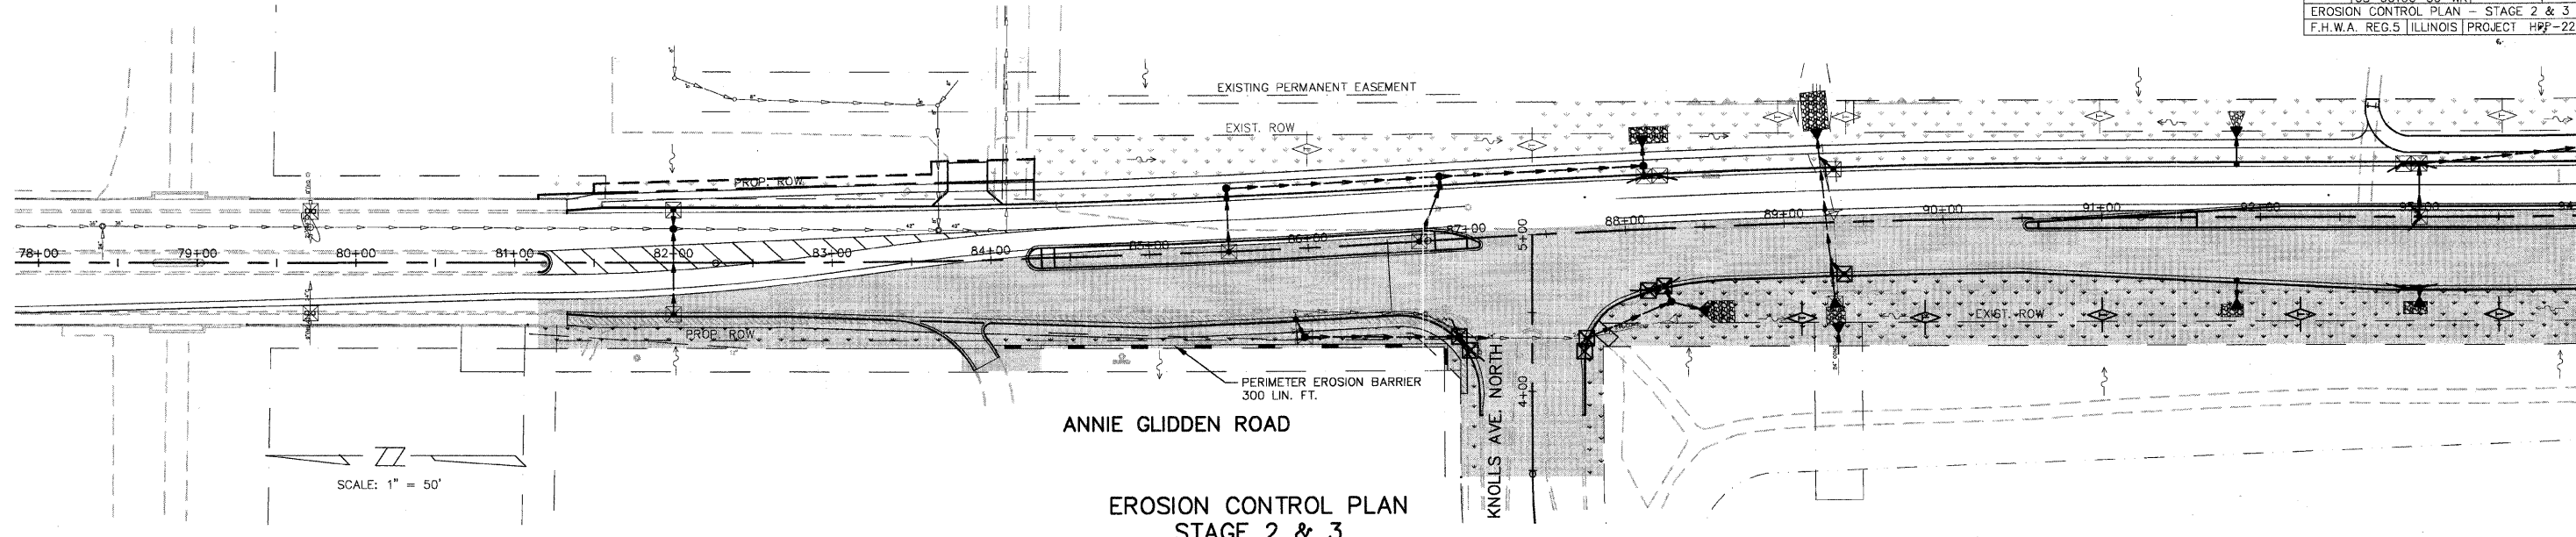 EROSION CONTROL PLAN - STAGE 2 & 3
F.H.W.A. REG.5 ILLINOIS PROJECT
EXISTING PERMANENT EASEMENT
EXIST. ROW
PROP. ROW
78+00 79+00 80+00 81+00 82+00 83+00 84+00 85+00 86+00 87+00 88+00 89+00 90+00 91+00 92+00
5+00
PROP. ROW
EXIST. ROW
PERIMETER EROSION BARRIER
300 LIN. FT.
4+00
KNOLLS AVE. NORTH
ANNIE GLIDDEN ROAD
SCALE: 1" = 50'
EROSION CONTROL PLAN
STAGE 2 & 3